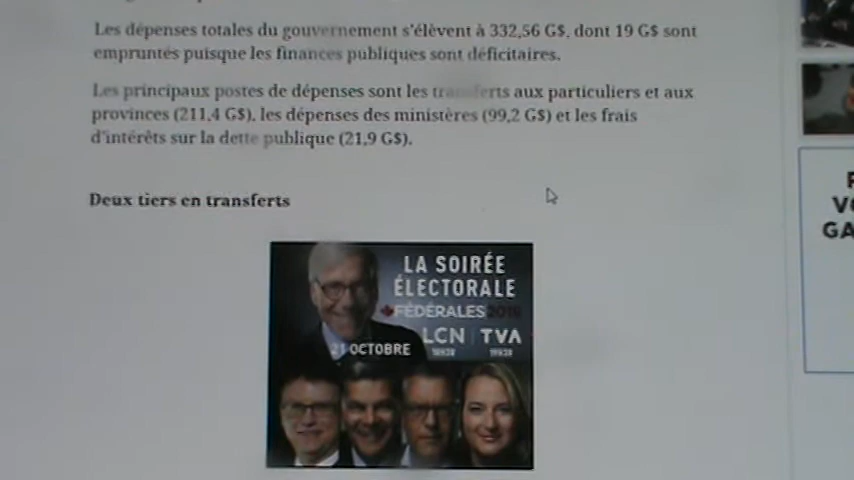 Les dépenses totales du gouvernement s'élèvent à 332,56 G$, dont 19 G$ sont
empruntés puisque les finances publiques sont déficitaires.
Les principaux postes de dépenses sont les transferts aux particuliers et aux
provinces (211,4 G$), les dépenses des ministères (99,2 G$) et les frais
d'intérêts sur la dette publique (21,9 G$).
Deux tiers en transferts
LA SOIRÉE
ÉLECTORALE
FÉDÉRALES 2019
LCN TVA
21 OCTOBRE
VO
GA